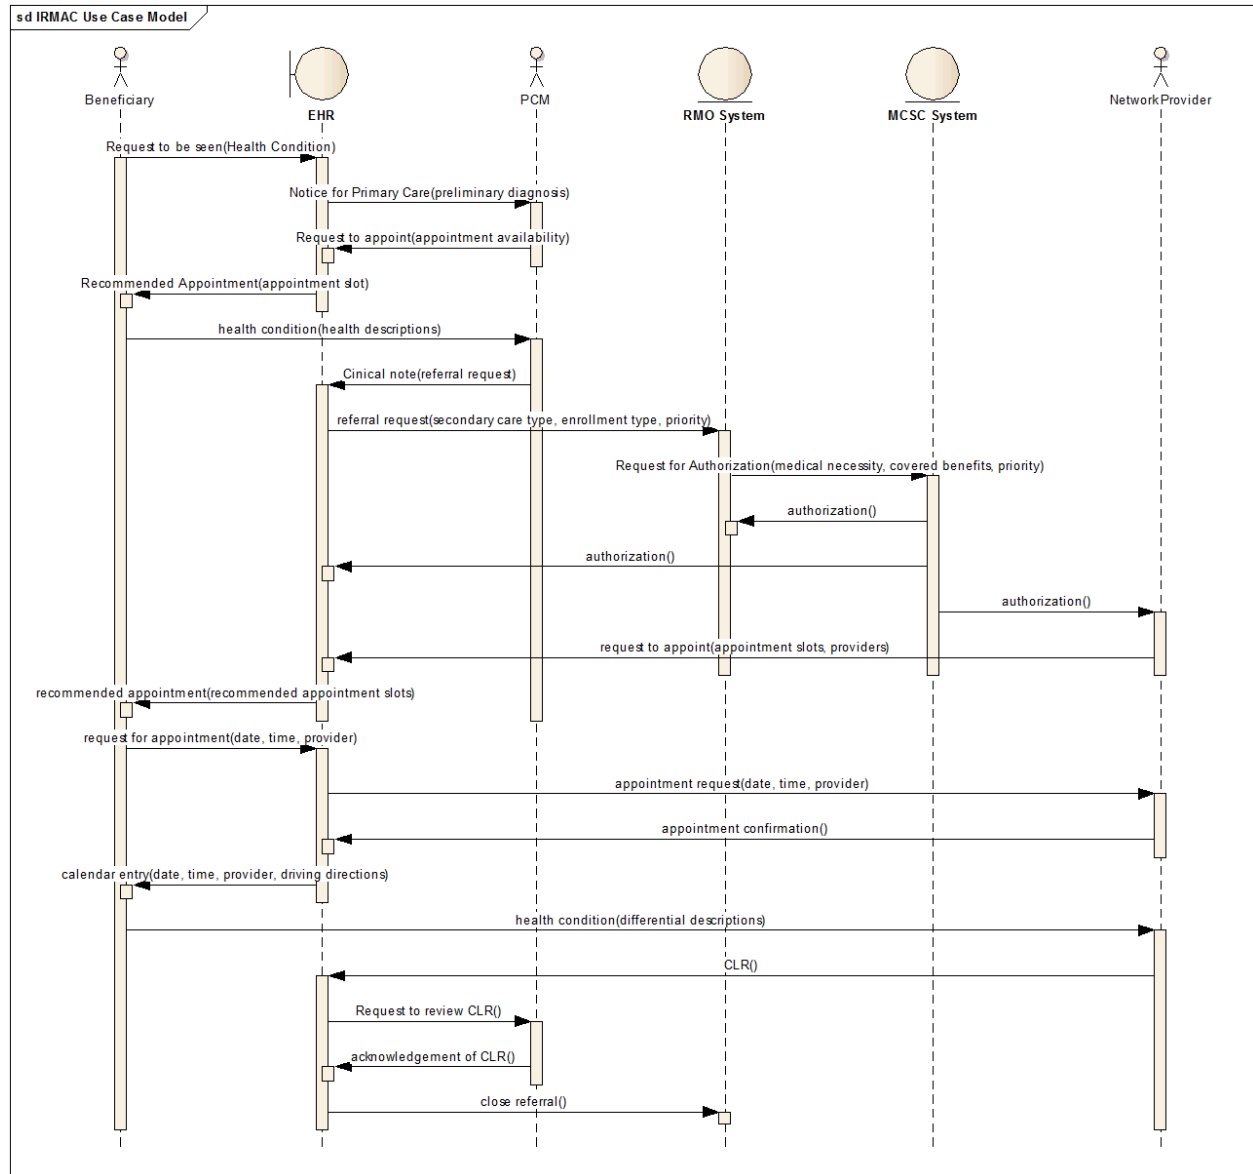 sd IRMAC Use Case Model
Beneficiary
EHR
PCM
RMO System
MCSC System
NetworkProvider
Request to be seen(Health Condition)
Notice for Primary Care(preliminary diagnosis)
Request to appoint(appointment availability)
Recommended Appointment(appointment slot)
health condition(health descriptions)
Cinical note(referral request)
referral request(secondary care type, enrollment type, priority)
Request for Authorization(medical necessity, covered benefits, priority)
authorization()
authorization()
authorization()
request to appoint(appointment slots, providers)
recommended appointment(recommended appointment slots)
request for appointment(date, time, provider)
appointment request(date, time, provider)
appointment confirmation()
calendar entry(date, time, provider, driving directions)
health condition(differential descriptions)
CLR()
Request to review CLR()
acknowledgement of CLR()
close referral()